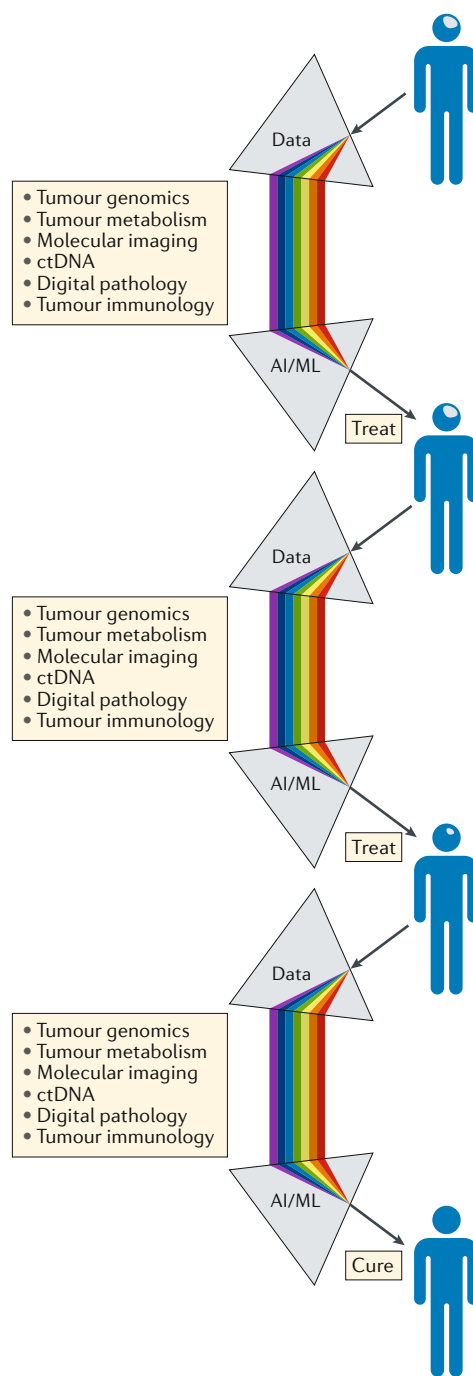 Data
• Tumour genomics
• Tumour metabolism
• Molecular imaging
• ctDNA
• Digital pathology
• Tumour immunology
AI/ML
Treat
Data
• Tumour genomics
• Tumour metabolism
• Molecular imaging
• ctDNA
• Digital pathology
• Tumour immunology
AI/ML
Treat
Data
• Tumour genomics
• Tumour metabolism
• Molecular imaging
• ctDNA
• Digital pathology
• Tumour immunology
AI/ML
Cure